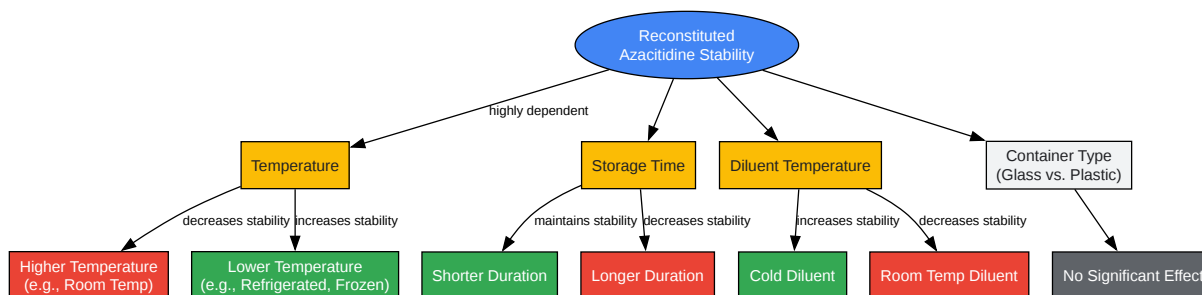 Reconstituted
Azacitidine Stability
highly dependent
Temperature
Storage Time
Diluent Temperature
Container Type
(Glass vs. Plastic)
decreases stability
increases stability
maintains stability
decreases stability
increases stability
decreases stability
Higher Temperature
(e.g., Room Temp)
Lower Temperature
(e.g., Refrigerated, Frozen)
Shorter Duration
Longer Duration
Cold Diluent
Room Temp Diluent
No Significant Effect